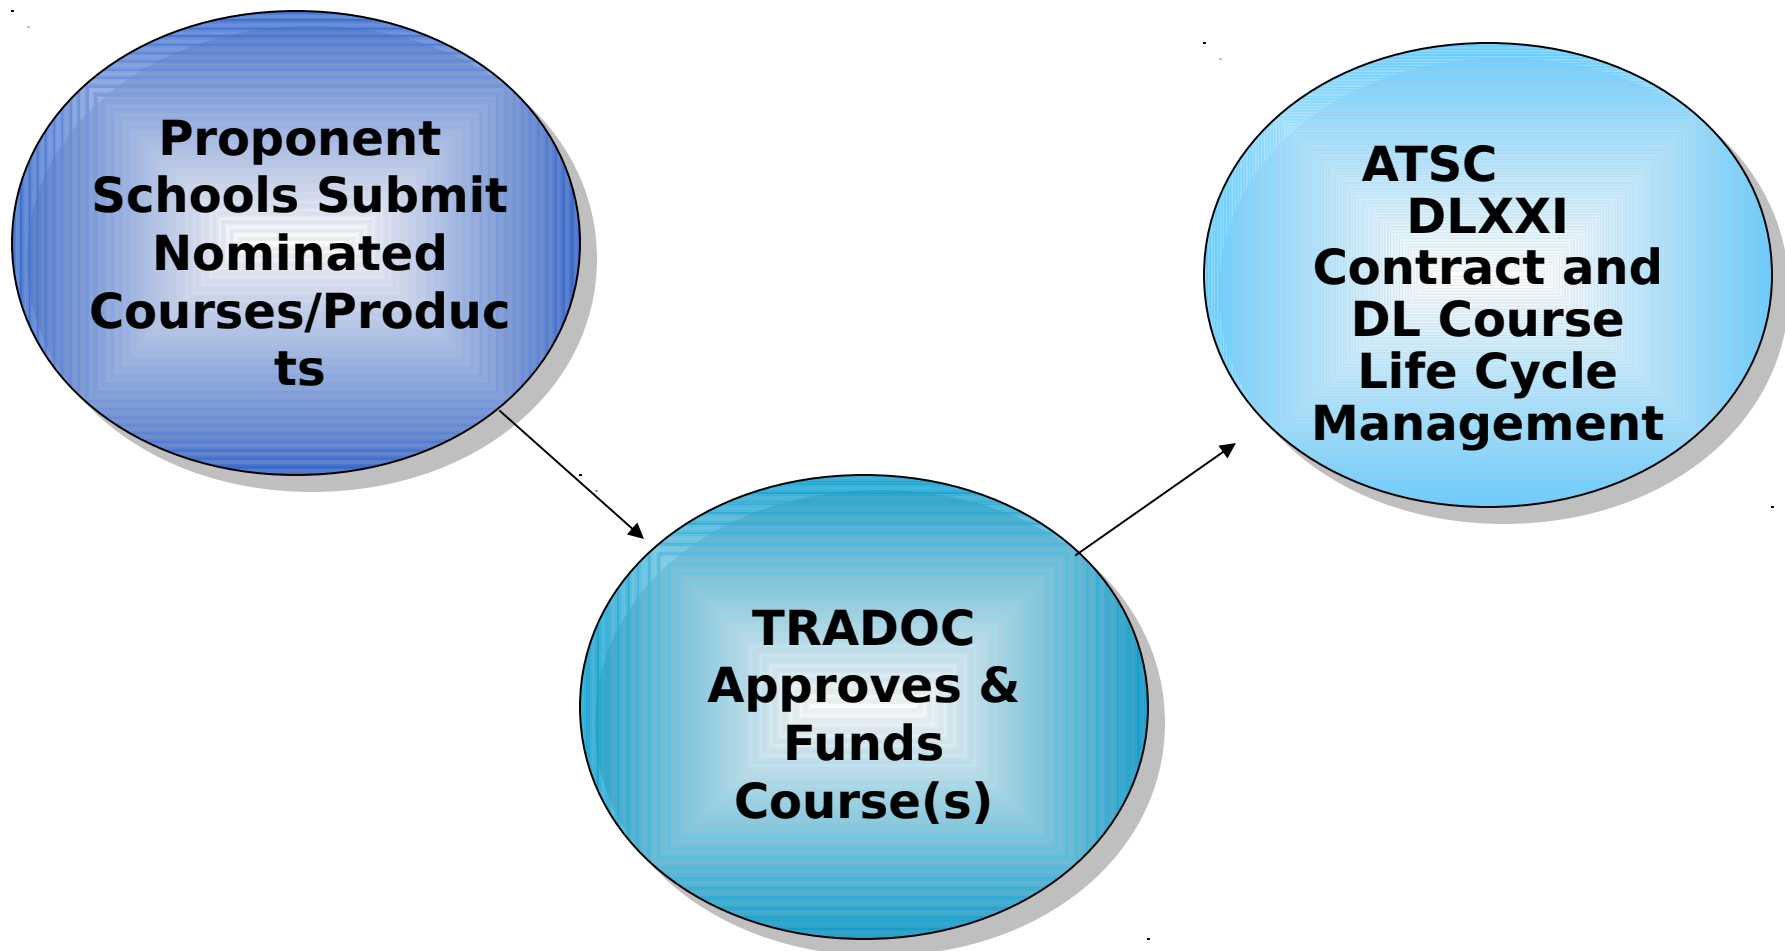 Proponent
Schools Submit
Nominated
Courses/Produc
ts
TRADOC
Approves &
Funds
Course(s)
ATSC
DLXXI
Contract and
DL Course
Life Cycle
Management